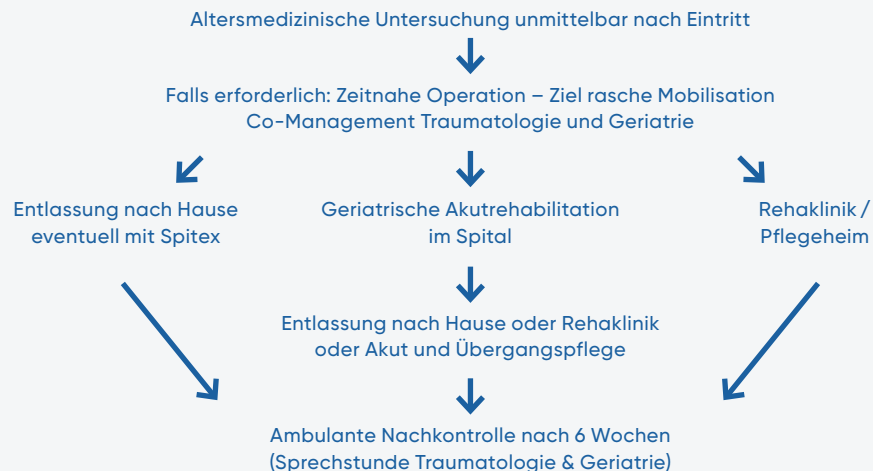 Altersmedizinische Untersuchung unmittelbar nach Eintritt
Falls erforderlich: Zeitnahe Operation – Ziel rasche Mobilisation
Co-Management Traumatologie und Geriatrie
Entlassung nach Hause
eventuell mit Spitex
Geriatrische Akutrehabilitation
im Spital
Rehaklinik /
Pflegeheim
Entlassung nach Hause oder Rehaklinik
oder Akut und Übergangspflege
Ambulante Nachkontrolle nach 6 Wochen
(Sprechstunde Traumatologie & Geriatrie)